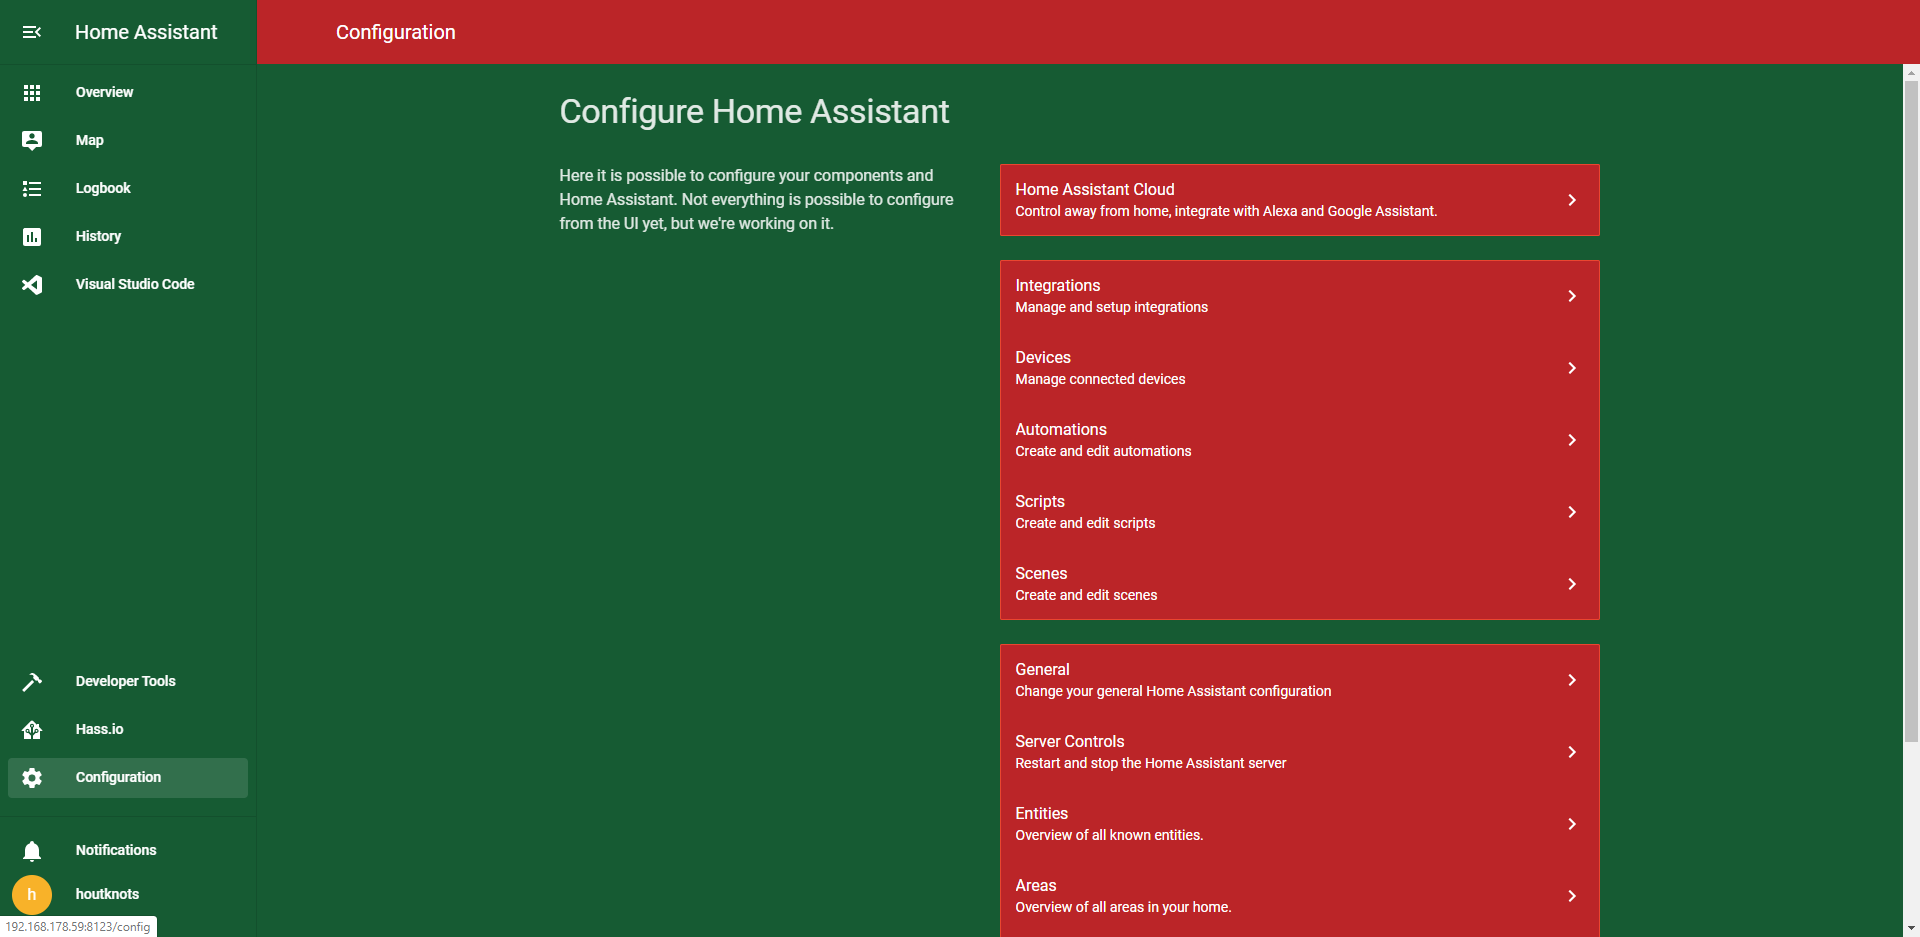 Home Assistant
Configuration
Overview
Map
Logbook
History
Visual Studio Code
Developer Tools
Hass.io
Configuration
Notifications
h
houtknots
192.168.178.59:8123/config
Configure Home Assistant
Here it is possible to configure your components and
Home Assistant. Not everything is possible to configure
from the UI yet, but we're working on it.
Home Assistant Cloud
Control away from home, integrate with Alexa and Google Assistant.
Integrations
Manage and setup integrations
Devices
Manage connected devices
Automations
Create and edit automations
Scripts
Create and edit scripts
Scenes
Create and edit scenes
General
Change your general Home Assistant configuration
Server Controls
Restart and stop the Home Assistant server
Entities
Overview of all known entities.
Areas
Overview of all areas in your home.